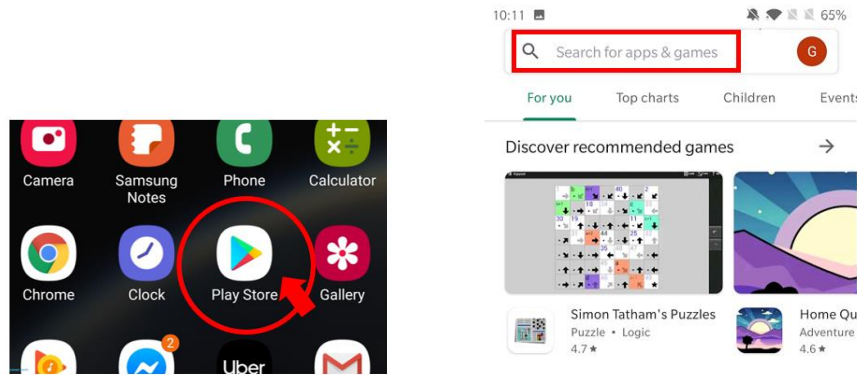 Camera
Samsung
Notes
Phone
Calculator
Chrome
Clock
Play Store
Gallery
2
Uber
10:11
65%
Search for apps & games
G
For you
Top charts
Children
Events
Discover recommended games
Simon Tatham's Puzzles
Puzzle • Logic
4.7 ★
Home Qu
Adventure
4.6 ★